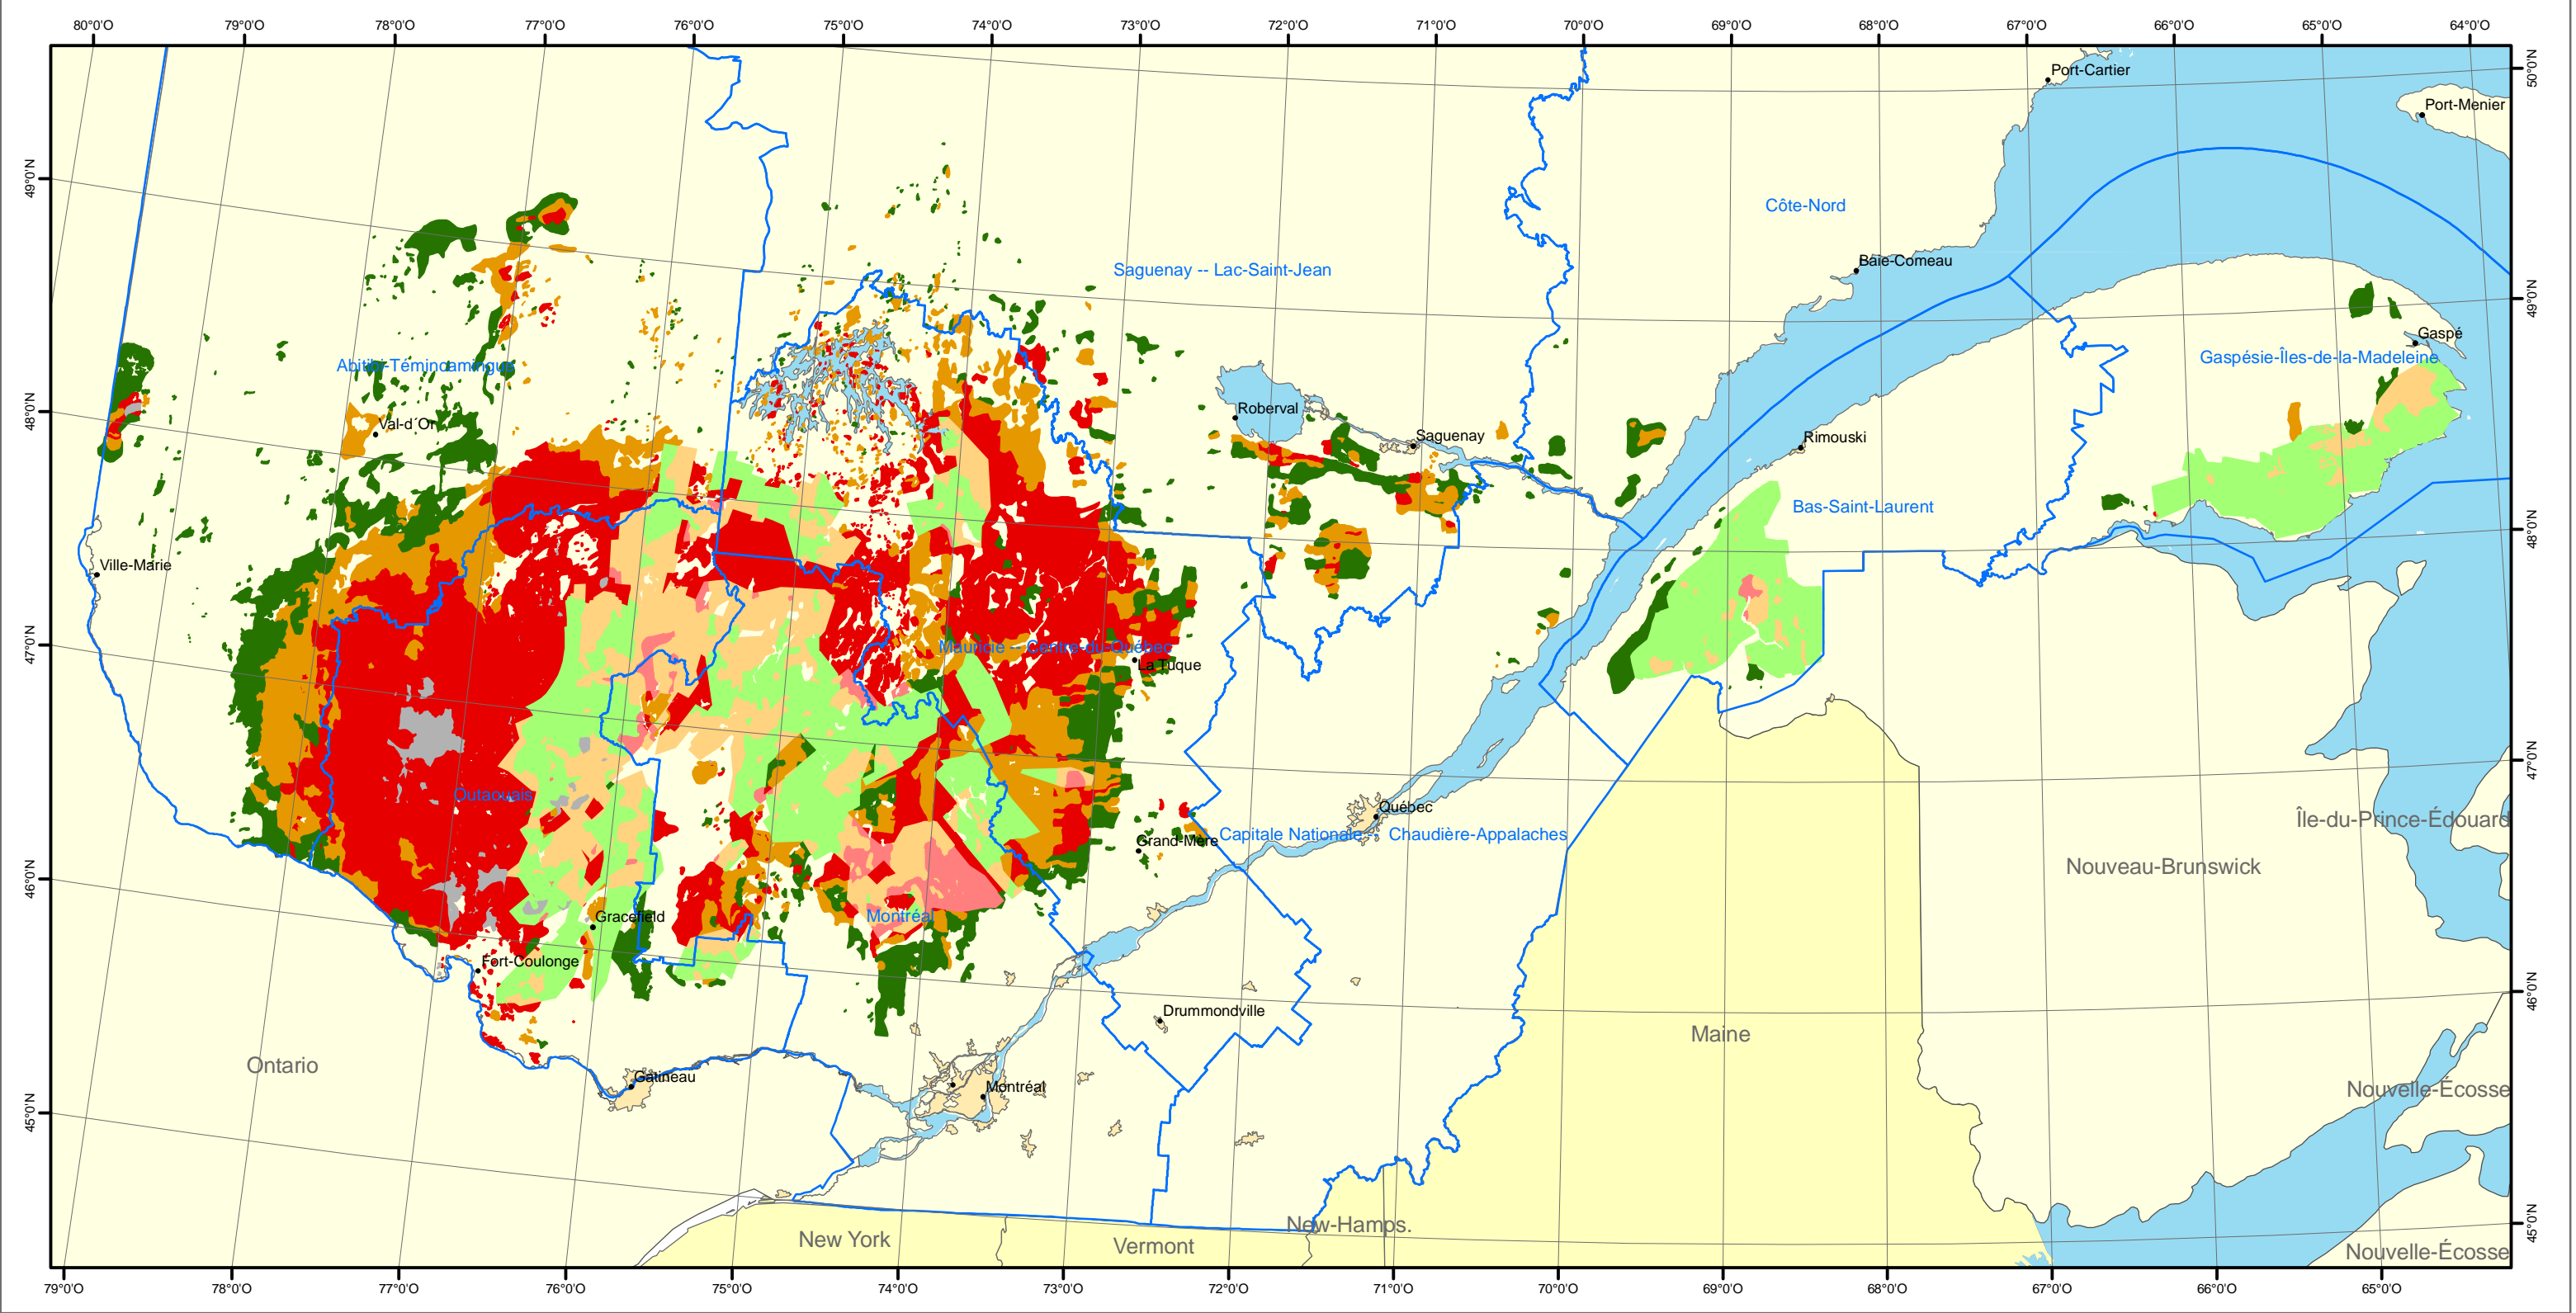 80°0'O 79°0'O 78°0'O 77°0'O 76°0'O 75°0'O 74°0'O 73°0'O 72°0'O 71°0'O 70°0'O 69°0'O 68°0'O 67°0'O 66°0'O 65°0'O 64°0'O
50°0'N
Port-Cartier
Port-Menier
49°0'N
Côte-Nord
Baie-Comeau
Saguenay -- Lac-Saint-Jean
49°0'N
Gaspé
Gaspésie-Îles-de-la-Madeleine
Abitibi-Témincamingue
48°0'N
Val-d´Or
Roberval
Saguenay
Rimouski
Bas-Saint-Laurent
48°0'N
Ville-Marie
47°0'N
Mauricie -- Centre-du-Québec
La Tuque
47°0'N
Outaouais
Québec
Île-du-Prince-Édouard
Capitale Nationale -- Chaudière-Appalaches
Grand-Mère
Nouveau-Brunswick
46°0'N
Gracefield
Montréal
Fort-Coulonge
46°0'N
Drummondville
Maine
Ontario
Gatineau
Montréal
Nouvelle-Écosse
45°0'N
New-Hamps.
45°0'N
New York
Vermont
Nouvelle-Écosse
79°0'O 78°0'O 77°0'O 76°0'O 75°0'O 74°0'O 73°0'O 72°0'O 71°0'O 70°0'O 69°0'O 68°0'O 67°0'O 66°0'O 65°0'O